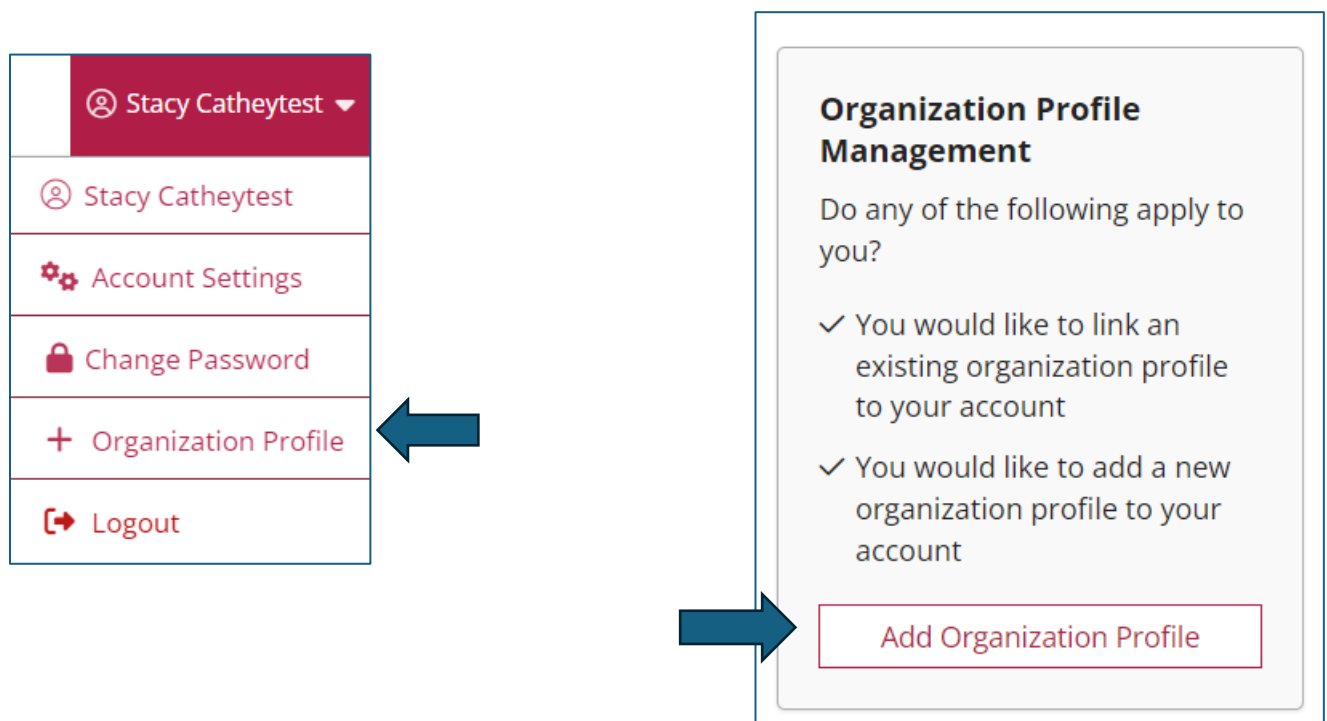 Stacy Catheytest
Stacy Catheytest
Account Settings
Change Password
Organization Profile
Logout
Organization Profile
Management
Do any of the following apply to
you?
You would like to link an
existing organization profile
to your account
You would like to add a new
organization profile to your
account
Add Organization Profile